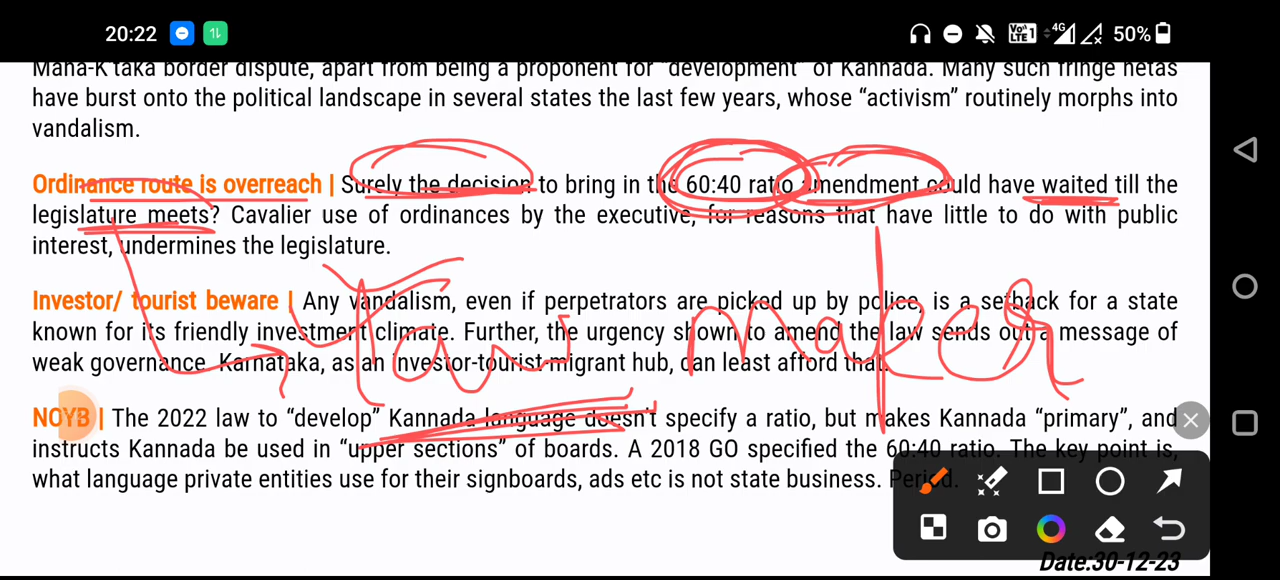 20:22 Vo)) LTE 1 4G 50%
Maha-K'taka border dispute, apart from being a proponent for "development" of Kannada. Many such fringe netas
have burst onto the political landscape in several states the last few years, whose "activism" routinely morphs into
vandalism.
Ordinance route is overreach | Surely the decision to bring in the 60:40 ratio amendment could have waited till the
legislature meets? Cavalier use of ordinances by the executive, for reasons that have little to do with public
interest, undermines the legislature.
Investor/ tourist beware | Any vandalism, even if perpetrators are picked up by police, is a setback for a state
known for its friendly investment climate. Further, the urgency shown to amend the law sends out a message of
weak governance. Karnataka, as an investor-tourist-migrant hub, can least afford that.
Law maker
NOYB | The 2022 law to "develop" Kannada language doesn't specify a ratio, but makes Kannada "primary", and
instructs Kannada be used in "upper sections" of boards. A 2018 GO specified the 60:40 ratio. The key point is,
what language private entities use for their signboards, ads etc is not state business. Period.
Date:30-12-23